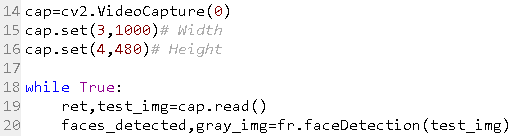 14 cap=cv2.VideoCapture(0)
15 cap.set(3,1000)# Width
16 cap.set(4,480)# Height
17
18 while True:
19     ret,test_img=cap.read()
20     faces_detected,gray_img=fr.faceDetection(test_img)